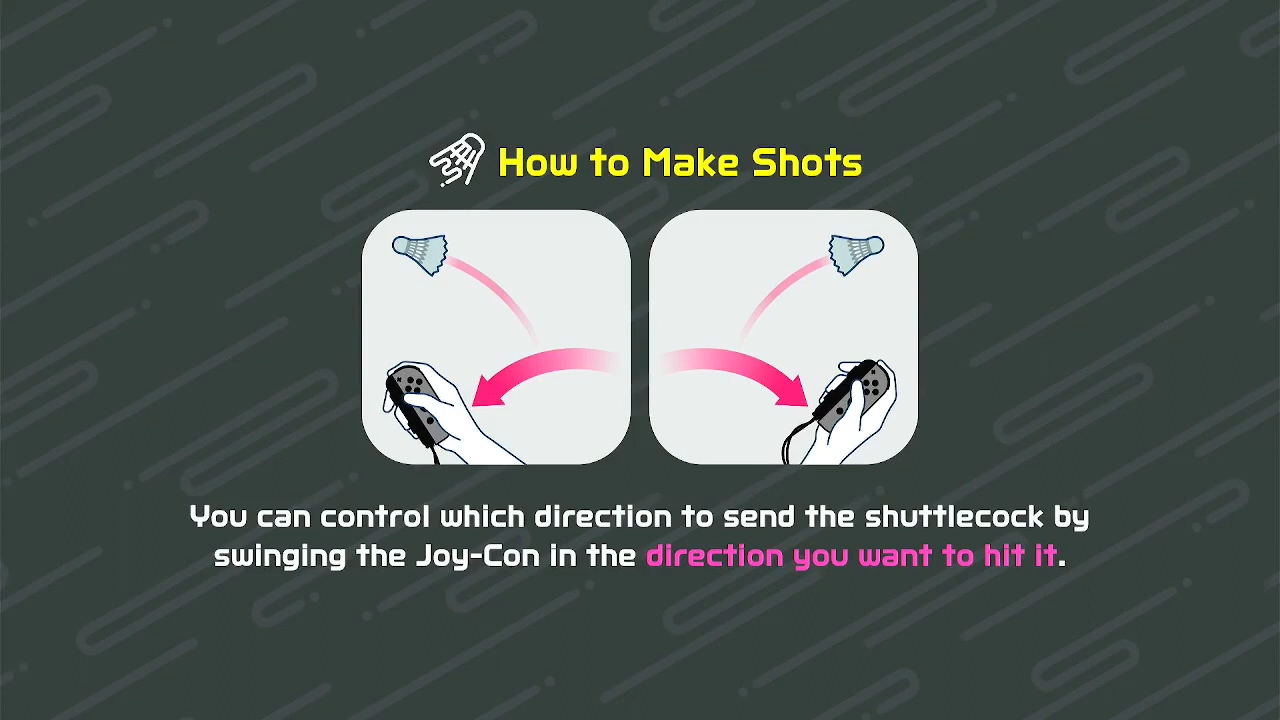 How to Make Shots
You can control which direction to send the shuttlecock by
swinging the Joy-Con in the direction you want to hit it.